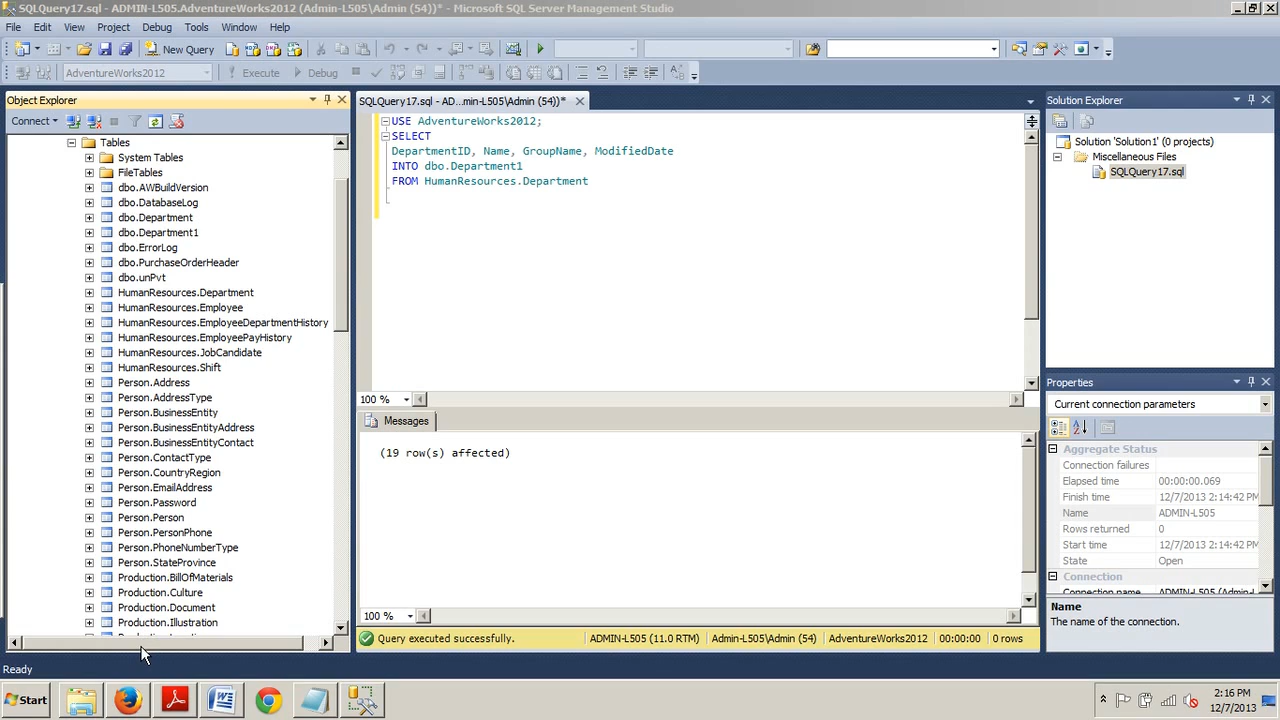 SQLQuery17.sql - ADMIN-L505.AdventureWorks2012 (Admin-L505\Admin (54))* - Microsoft SQL Server Management Studio
File Edit View Project Debug Tools Window Help
New Query
AdventureWorks2012 Execute Debug
Object Explorer
Connect
Tables
System Tables
FileTables
dbo.AWBuildVersion
dbo.DatabaseLog
dbo.Department
dbo.Department1
dbo.ErrorLog
dbo.PurchaseOrderHeader
dbo.unPvt
HumanResources.Department
HumanResources.Employee
HumanResources.EmployeeDepartmentHistory
HumanResources.EmployeePayHistory
HumanResources.JobCandidate
HumanResources.Shift
Person.Address
Person.AddressType
Person.BusinessEntity
Person.BusinessEntityAddress
Person.BusinessEntityContact
Person.ContactType
Person.CountryRegion
Person.EmailAddress
Person.Password
Person.Person
Person.PersonPhone
Person.PhoneNumberType
Person.StateProvince
Production.BillOfMaterials
Production.Culture
Production.Document
Production.Illustration
SQLQuery17.sql - AD...min-L505\Admin (54))*
USE AdventureWorks2012;
SELECT
DepartmentID, Name, GroupName, ModifiedDate
INTO dbo.Department1
FROM HumanResources.Department
100 %
Messages
(19 row(s) affected)
100 %
Query executed successfully. ADMIN-L505 (11.0 RTM) Admin-L505\Admin (54) AdventureWorks2012 00:00:00 0 rows
Solution Explorer
Solution 'Solution1' (0 projects)
Miscellaneous Files
SQLQuery17.sql
Properties
Current connection parameters
Aggregate Status
Connection failures
Elapsed time 00:00:00.069
Finish time 12/7/2013 2:14:42 PM
Name ADMIN-L505
Rows returned 0
Start time 12/7/2013 2:14:42 PM
State Open
Connection
Connection name ADMIN-L505 (Admin-L
Name
The name of the connection.
Ready
Start
2:16 PM
12/7/2013